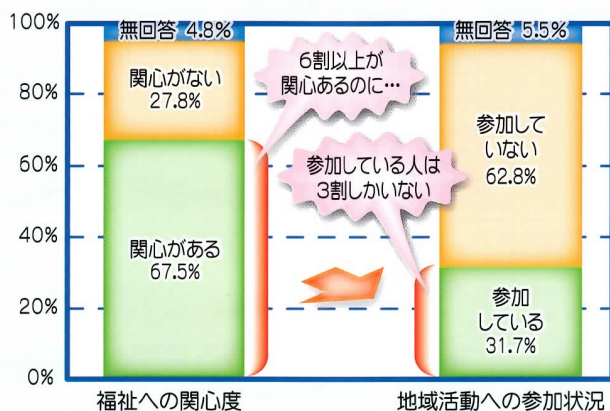 100%
80%
60%
40%
20%
0%
無回答 4.8%
関心がない
27.8%
関心がある
67.5%
6割以上が
関心あるのに…
参加している人は
3割しかいない
無回答 5.5%
参加して
いない
62.8%
参加
している
31.7%
福祉への関心度
地域活動への参加状況